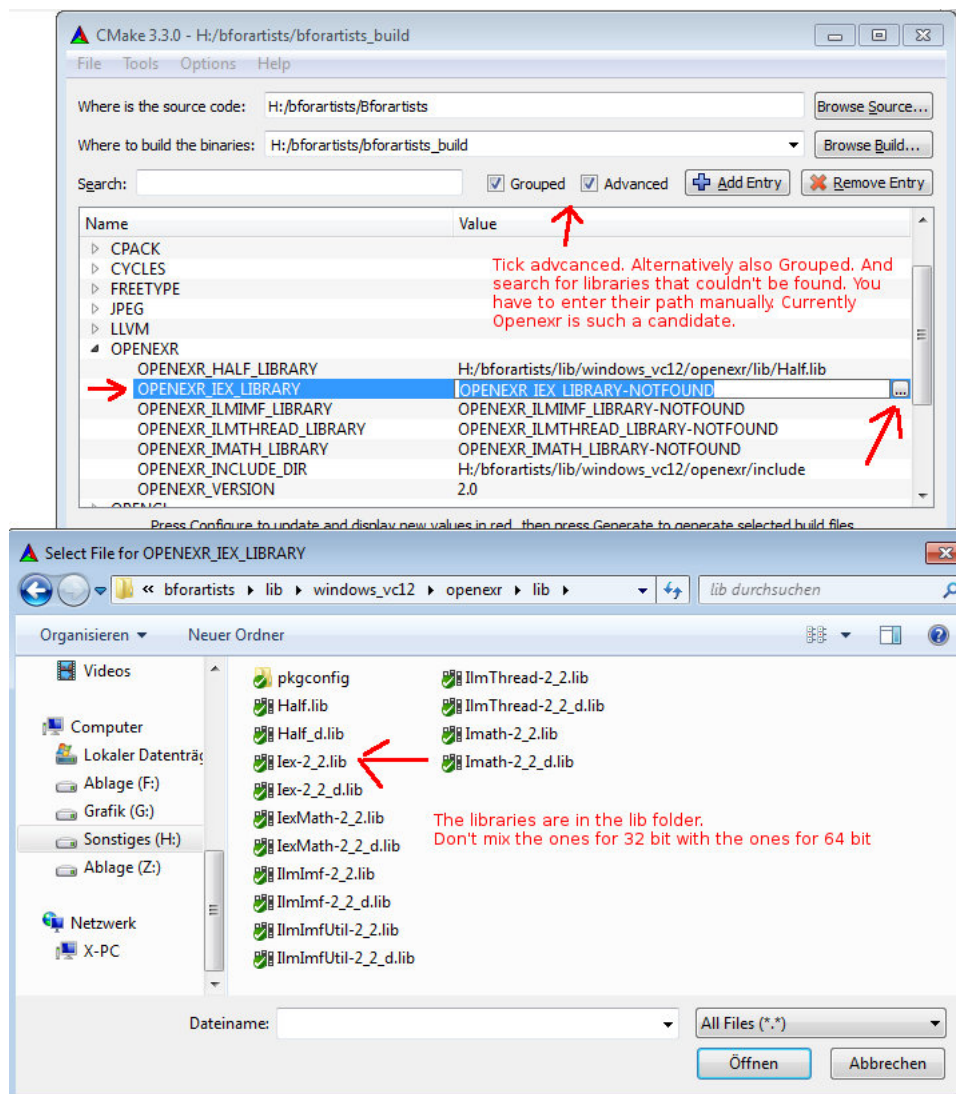 CMake 3.3.0 - H:/bforartists/bforartists_build
File Tools Options Help
Where is the source code: H:/bforartists/Bforartists Browse Source...
Where to build the binaries: H:/bforartists/bforartists_build Browse Build...
Search: Grouped Advanced Add Entry Remove Entry
Name Value
CPACK
CYCLES
FREETYPE
JPEG
LLVM
OPENEXR
Tick advcanced. Alternatively also Grouped. And
search for libraries that couldn't be found. You
have to enter their path manually. Currently
Openexr is such a candidate.
OPENEXR_HALF_LIBRARY H:/bforartists/lib/windows_vc12/openexr/lib/Half.lib
OPENEXR_IEX_LIBRARY OPENEXR_IEX_LIBRARY-NOTFOUND ...
OPENEXR_ILMIMF_LIBRARY OPENEXR_ILMIMF_LIBRARY-NOTFOUND
OPENEXR_ILMTHREAD_LIBRARY OPENEXR_ILMTHREAD_LIBRARY-NOTFOUND
OPENEXR_IMATH_LIBRARY OPENEXR_IMATH_LIBRARY-NOTFOUND
OPENEXR_INCLUDE_DIR H:/bforartists/lib/windows_vc12/openexr/include
OPENEXR_VERSION 2.0
OPENGL
Press Configure to update and display new values in red, then press Generate to generate selected build files.
Select File for OPENEXR_IEX_LIBRARY
« bforartists lib windows_vc12 openexr lib lib durchsuchen
Organisieren Neuer Ordner
Videos
Computer
Lokaler Datenträg
Ablage (F:)
Grafik (G:)
Sonstiges (H:)
Ablage (Z:)
Netzwerk
X-PC
pkgconfig
Half.lib
Half_d.lib
Iex-2_2.lib
Iex-2_2_d.lib
IexMath-2_2.lib
IexMath-2_2_d.lib
IlmImf-2_2.lib
IlmImf-2_2_d.lib
IlmImfUtil-2_2.lib
IlmImfUtil-2_2_d.lib
IlmThread-2_2.lib
IlmThread-2_2_d.lib
Imath-2_2.lib
Imath-2_2_d.lib
The libraries are in the lib folder.
Don't mix the ones for 32 bit with the ones for 64 bit
Dateiname: All Files (*.*)
Öffnen Abbrechen